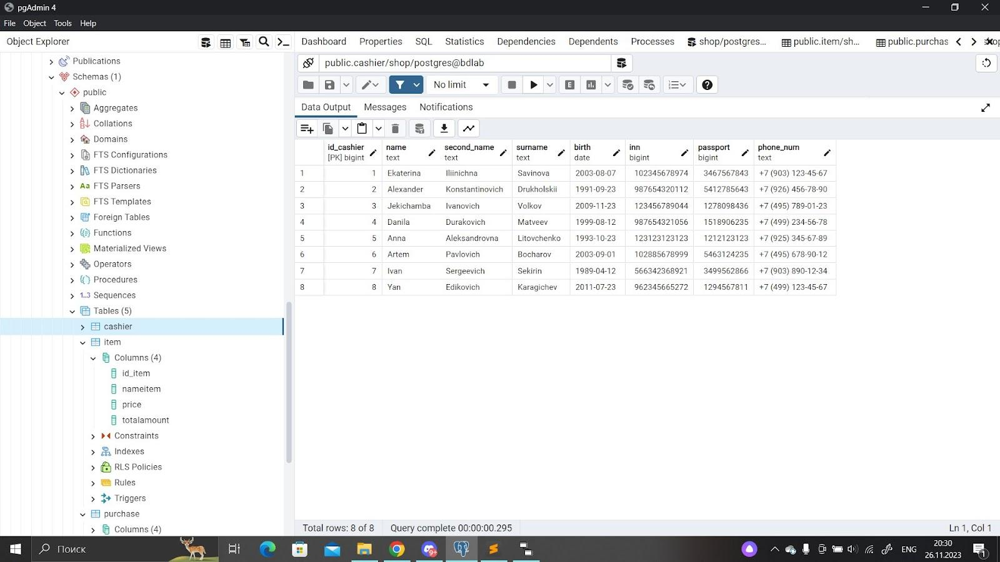 pgAdmin 4
File Object Tools Help
Object Explorer
Publications
Schemas (1)
public
Aggregates
Collations
Domains
FTS Configurations
FTS Dictionaries
Aa FTS Parsers
FTS Templates
Foreign Tables
Functions
Materialized Views
Operators
Procedures
1..3 Sequences
Tables (5)
cashier
item
Columns (4)
id_item
nameitem
price
totalamount
Constraints
Indexes
RLS Policies
Rules
Triggers
purchase
Columns (4)
Dashboard Properties SQL Statistics Dependencies Dependents Processes shop/postgres... public.item/sh... public.purchas
public.cashier/shop/postgres@bdlab
No limit E
Data Output Messages Notifications
id_cashier name second_name surname birth inn passport phone_num
[PK] bigint text text text date bigint bigint text
1 1 Ekaterina Iliinichna Savinova 2003-08-07 102345678974 3467567843 +7 (903) 123-45-67
2 2 Alexander Konstantinovich Drukholskii 1991-09-23 987654320112 5412785643 +7 (926) 456-78-90
3 3 Jekichamba Ivanovich Volkov 2009-11-23 123456789044 1278098436 +7 (495) 789-01-23
4 4 Danila Durakovich Matveev 1999-08-12 987654321056 1518906235 +7 (499) 234-56-78
5 5 Anna Aleksandrovna Litovchenko 1993-10-23 123123123123 1212123123 +7 (925) 345-67-89
6 6 Artem Pavlovich Bocharov 2003-09-01 102885678999 5463124235 +7 (495) 678-90-12
7 7 Ivan Sergeevich Sekirin 1989-04-12 566342368921 3499562866 +7 (903) 890-12-34
8 8 Yan Edikovich Karagichev 2011-07-23 962345665272 1294567811 +7 (499) 123-45-67
Total rows: 8 of 8 Query complete 00:00:00.295 Ln 1, Col 1
Поиск
9+
ENG
20:30
26.11.2023
1